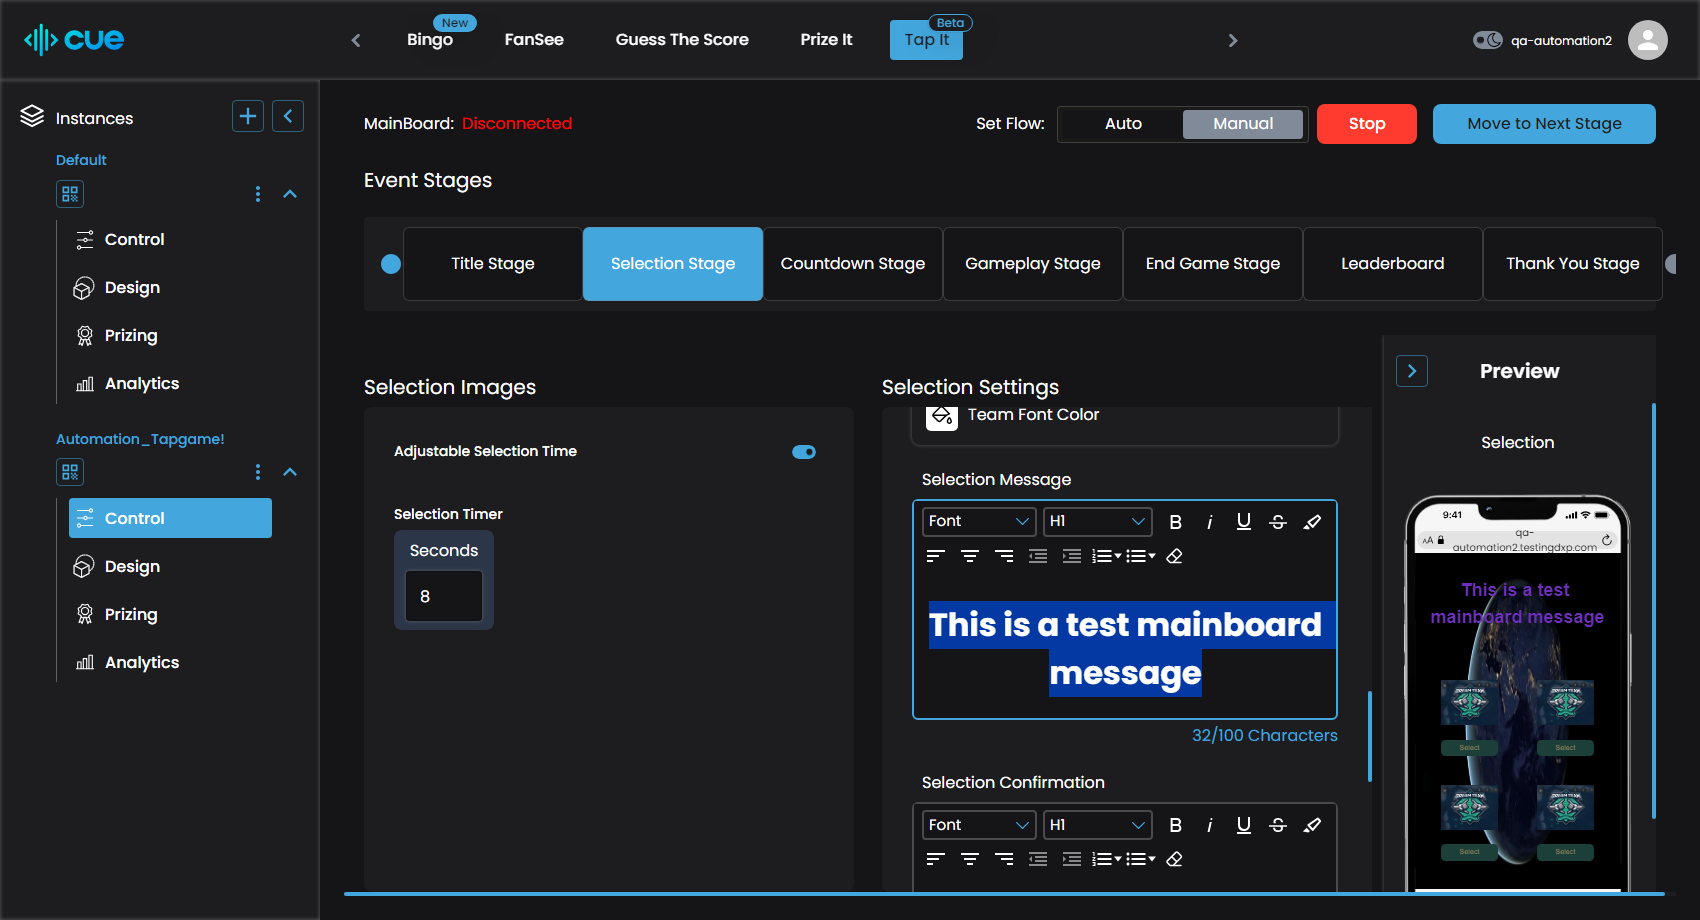 cue
New
Bingo
FanSee
Guess The Score
Prize It
Beta
Tap It
qa-automation2
Instances
Default
Control
Design
Prizing
Analytics
Automation_Tapgame!
Control
Design
Prizing
Analytics
MainBoard: Disconnected
Set Flow:
Auto
Manual
Stop
Move to Next Stage
Event Stages
Title Stage
Selection Stage
Countdown Stage
Gameplay Stage
End Game Stage
Leaderboard
Thank You Stage
Selection Images
Adjustable Selection Time
Selection Timer
Seconds
8
Selection Settings
Team Font Color
Selection Message
Font
H1
B
i
U
S
This is a test mainboard
message
32/100 Characters
Selection Confirmation
Font
H1
B
i
U
S
Preview
Selection
9:41
AA
qa-
automation2.testingdxp.com
This is a test
mainboard message
Select
Select
Select
Select